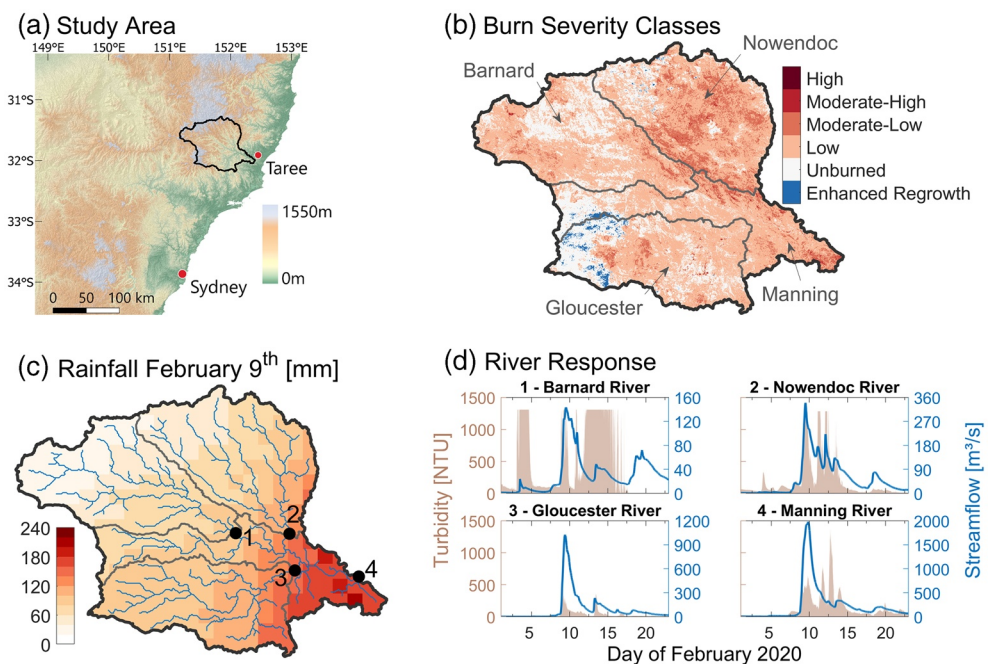 (a) Study Area
149°E 150°E 151°E 152°E 153°E
31°S
32°S
33°S
34°S
Taree
Sydney
1550m
0m
0 50 100 km
(b) Burn Severity Classes
Nowendoc
Barnard
Gloucester
Manning
High
Moderate-High
Moderate-Low
Low
Unburned
Enhanced Regrowth
(c) Rainfall February 9th [mm]
240
180
120
60
0
1
2
3
4
(d) River Response
1 - Barnard River
2 - Nowendoc River
3 - Gloucester River
4 - Manning River
Turbidity [NTU]
1500
1000
500
0
160
120
80
40
0
360
270
180
90
0
1500
1000
500
0
1200
900
600
300
0
2000
1500
1000
500
0
Streamflow [m³/s]
5 10 15 20
5 10 15 20
Day of February 2020